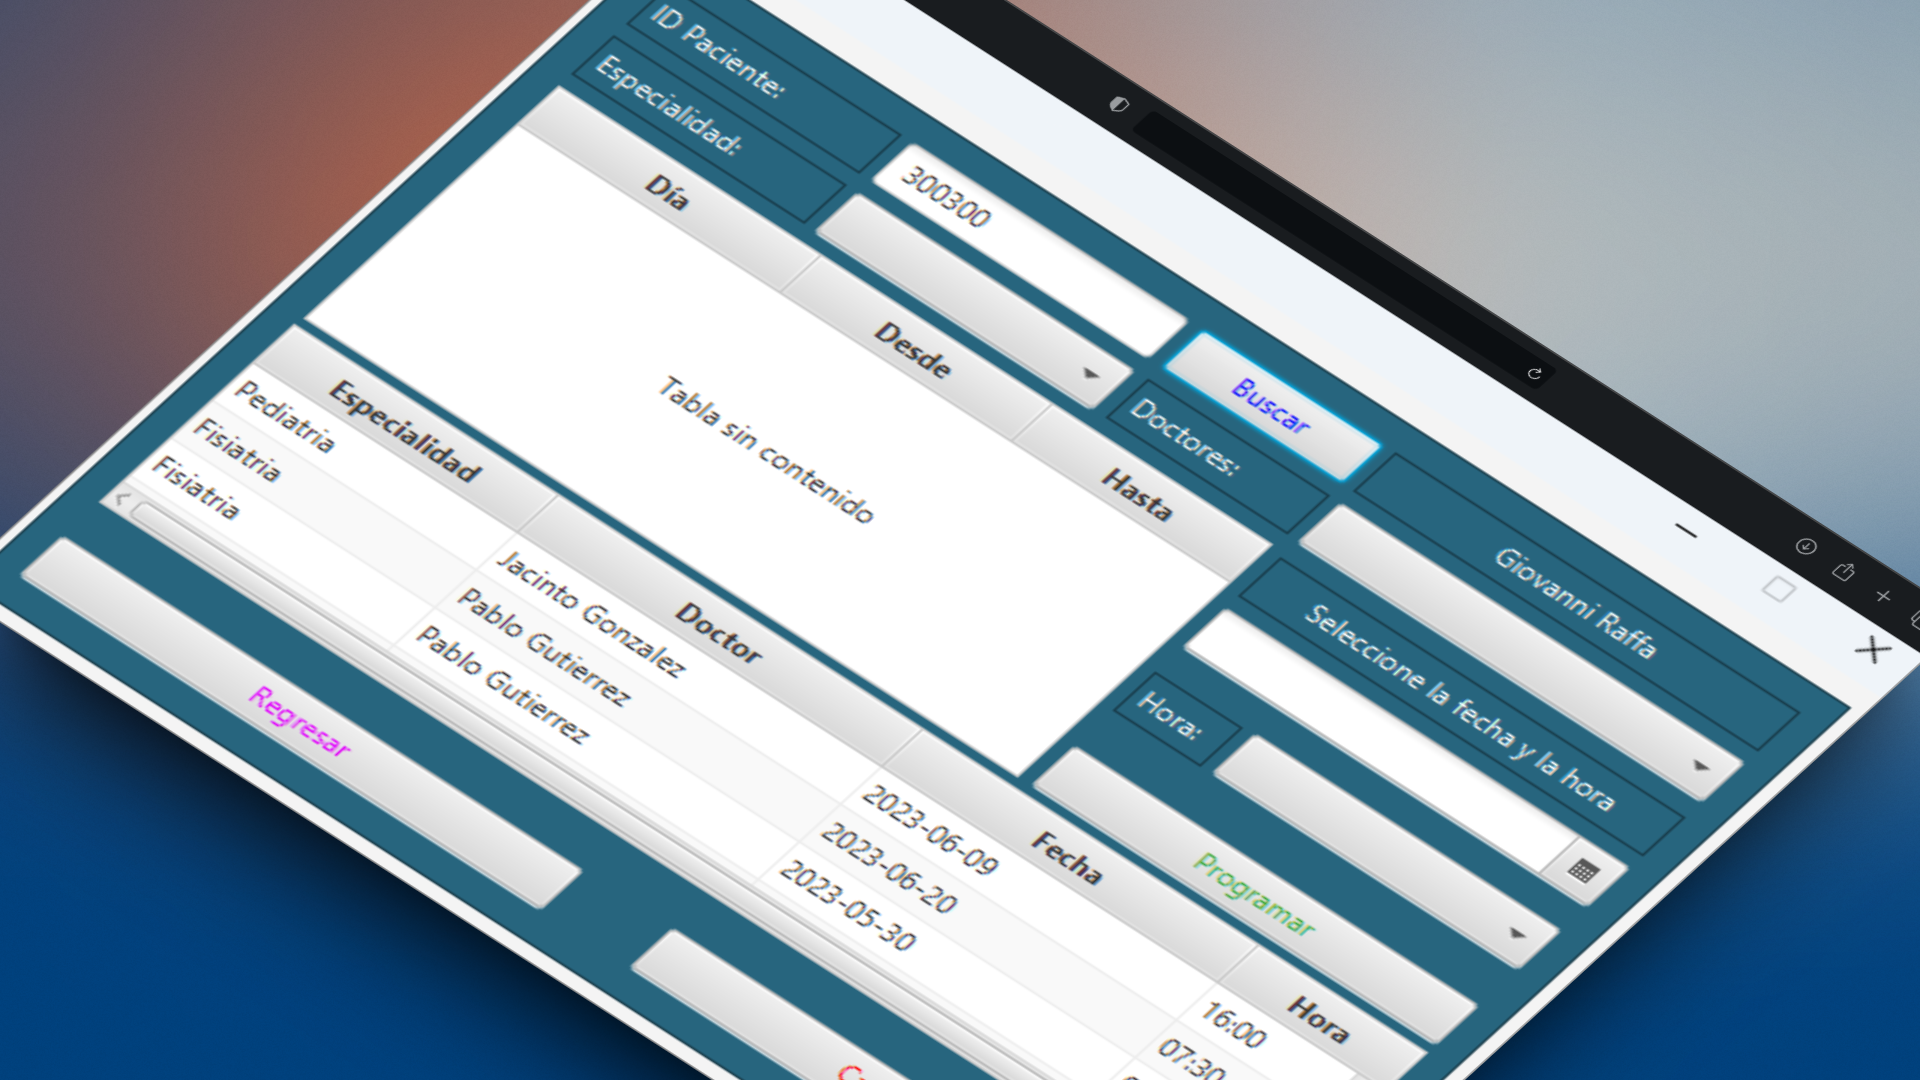 ID Paciente:
300300
Buscar
Giovanni Raffa
Especialidad:
Doctores:
Día
Desde
Hasta
Tabla sin contenido
Seleccione la fecha y la hora
Hora:
Programar
Especialidad
Doctor
Fecha
Hora
Pediatria
Jacinto Gonzalez
2023-06-09
16:00
Fisiatria
Pablo Gutierrez
2023-06-20
07:30
Fisiatria
Pablo Gutierrez
2023-05-30
Regresar